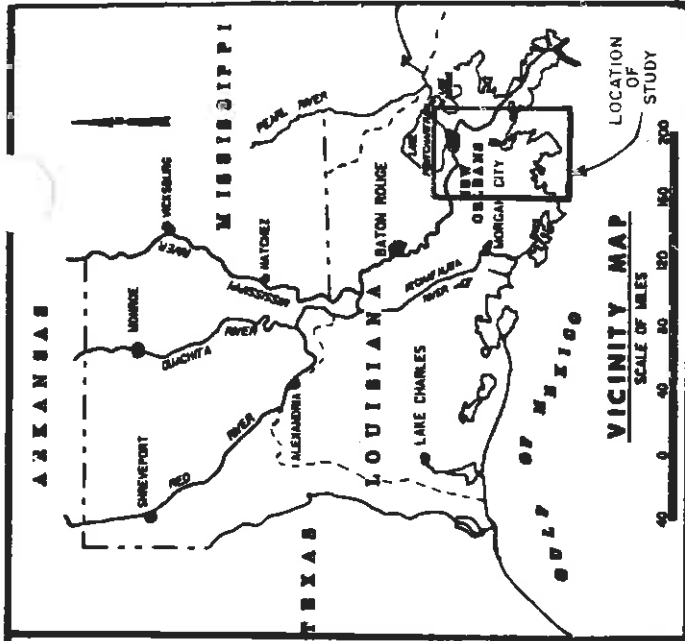 ARKANSAS
MISSISSIPPI
SHREVEPORT
MONROE
VICKSBURG
RED
RIVER
OUACHITA
RIVER
MISSISSIPPI
RIVER
NATCHEZ
PEARL RIVER
ALEXANDRIA
LOUISIANA
TEXAS
BATON ROUGE
LAKE
LAKE CHARLES
RIVER
NEW
ORLEANS
MORGAN CITY
GULF OF MEXICO
LOCATION
OF
STUDY
VICINITY MAP
SCALE OF MILES
40 0 40 80 120 160 200